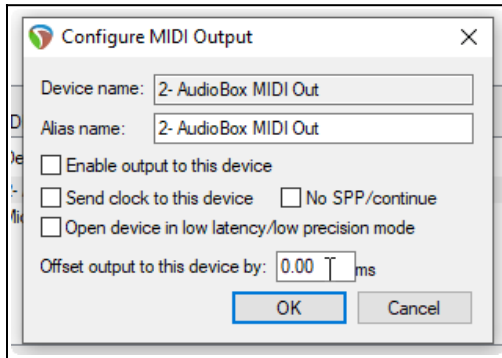 Configure MIDI Output
Device name: 2- AudioBox MIDI Out
Alias name: 2- AudioBox MIDI Out
Enable output to this device
Send clock to this device No SPP/continue
Open device in low latency/low precision mode
Offset output to this device by: 0.00 ms
OK Cancel